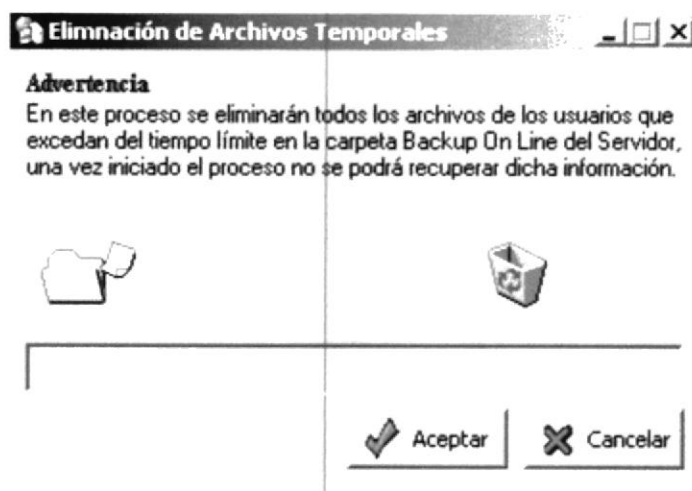 Elimnación de Archivos Temporales
Advertencia
En este proceso se eliminarán todos los archivos de los usuarios que
excedan del tiempo límite en la carpeta Backup On Line del Servidor,
una vez iniciado el proceso no se podrá recuperar dicha información.
Aceptar
Cancelar